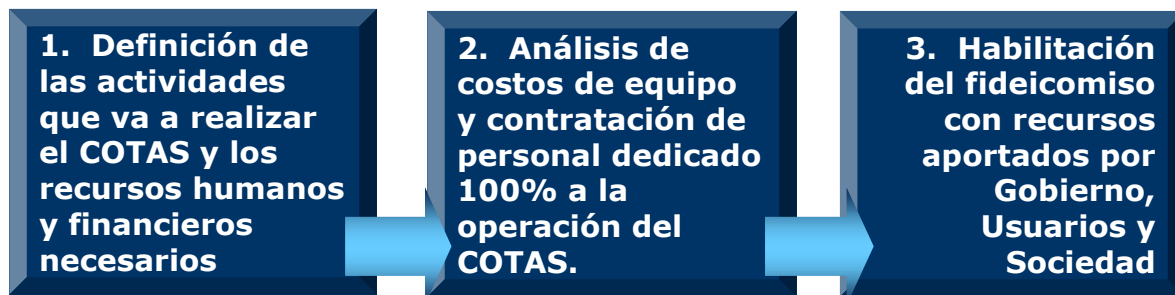 1. Definición de
las actividades
que va a realizar
el COTAS y los
recursos humanos
y financieros
necesarios
2. Análisis de
costos de equipo
y contratación de
personal dedicado
100% a la
operación del
COTAS.
3. Habilitación
del fideicomiso
con recursos
aportados por
Gobierno,
Usuarios y
Sociedad